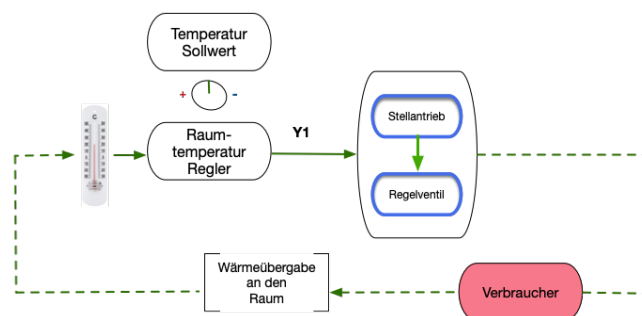 Temperatur
Sollwert
+
-
C
Raum-
temperatur
Regler
Y1
Stellantrieb
Regelventil
Wärmeübergabe
an den
Raum
Verbraucher